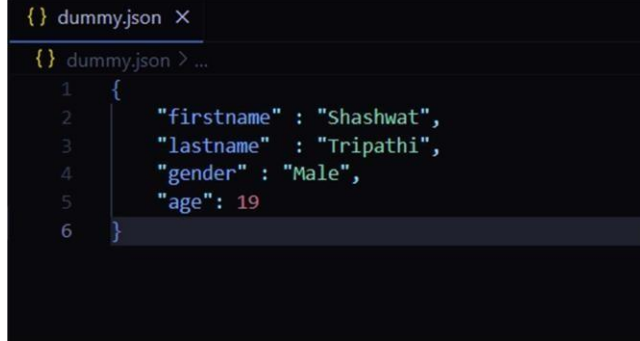 {} dummy.json ×
{} dummy.json > ...
1 {
2 "firstname" : "Shashwat",
3 "lastname"  : "Tripathi",
4 "gender" : "Male",
5 "age": 19
6 }